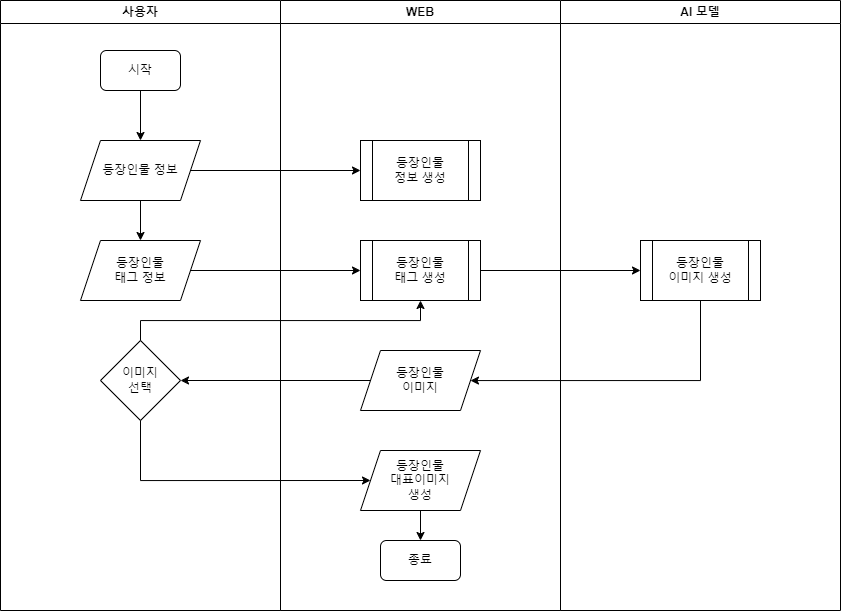 사용자
WEB
AI 모델
시작
등장인물 정보
등장인물
정보 생성
등장인물
태그 정보
등장인물
태그 생성
등장인물
이미지 생성
이미지
선택
등장인물
이미지
등장인물
대표이미지
생성
종료